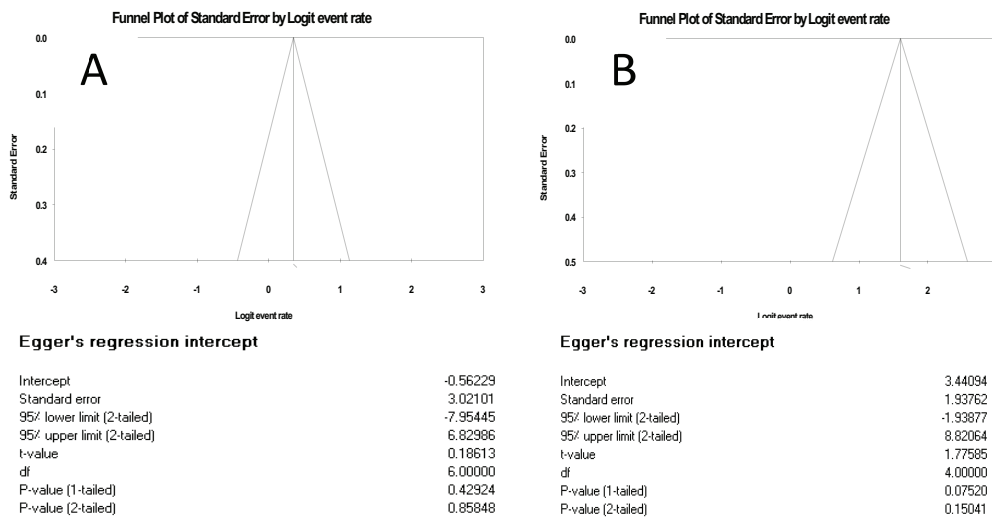 Funnel Plot of Standard Error by Logit event rate
A
0.0
0.1
0.2
0.3
0.4
Standard Error
-3
-2
-1
0
1
2
3
Logit event rate
Egger's regression intercept
Intercept -0.56229
Standard error 3.02101
95% lower limit (2-tailed) -7.95445
95% upper limit (2-tailed) 6.82986
t-value 0.18613
df 6.00000
P-value (1-tailed) 0.42924
P-value (2-tailed) 0.85848
Funnel Plot of Standard Error by Logit event rate
B
0.0
0.1
0.2
0.3
0.4
0.5
Standard Error
-3
-2
-1
0
1
2
Logit event rate
Egger's regression intercept
Intercept 3.44094
Standard error 1.93762
95% lower limit (2-tailed) -1.93877
95% upper limit (2-tailed) 8.82064
t-value 1.77585
df 4.00000
P-value (1-tailed) 0.07520
P-value (2-tailed) 0.15041